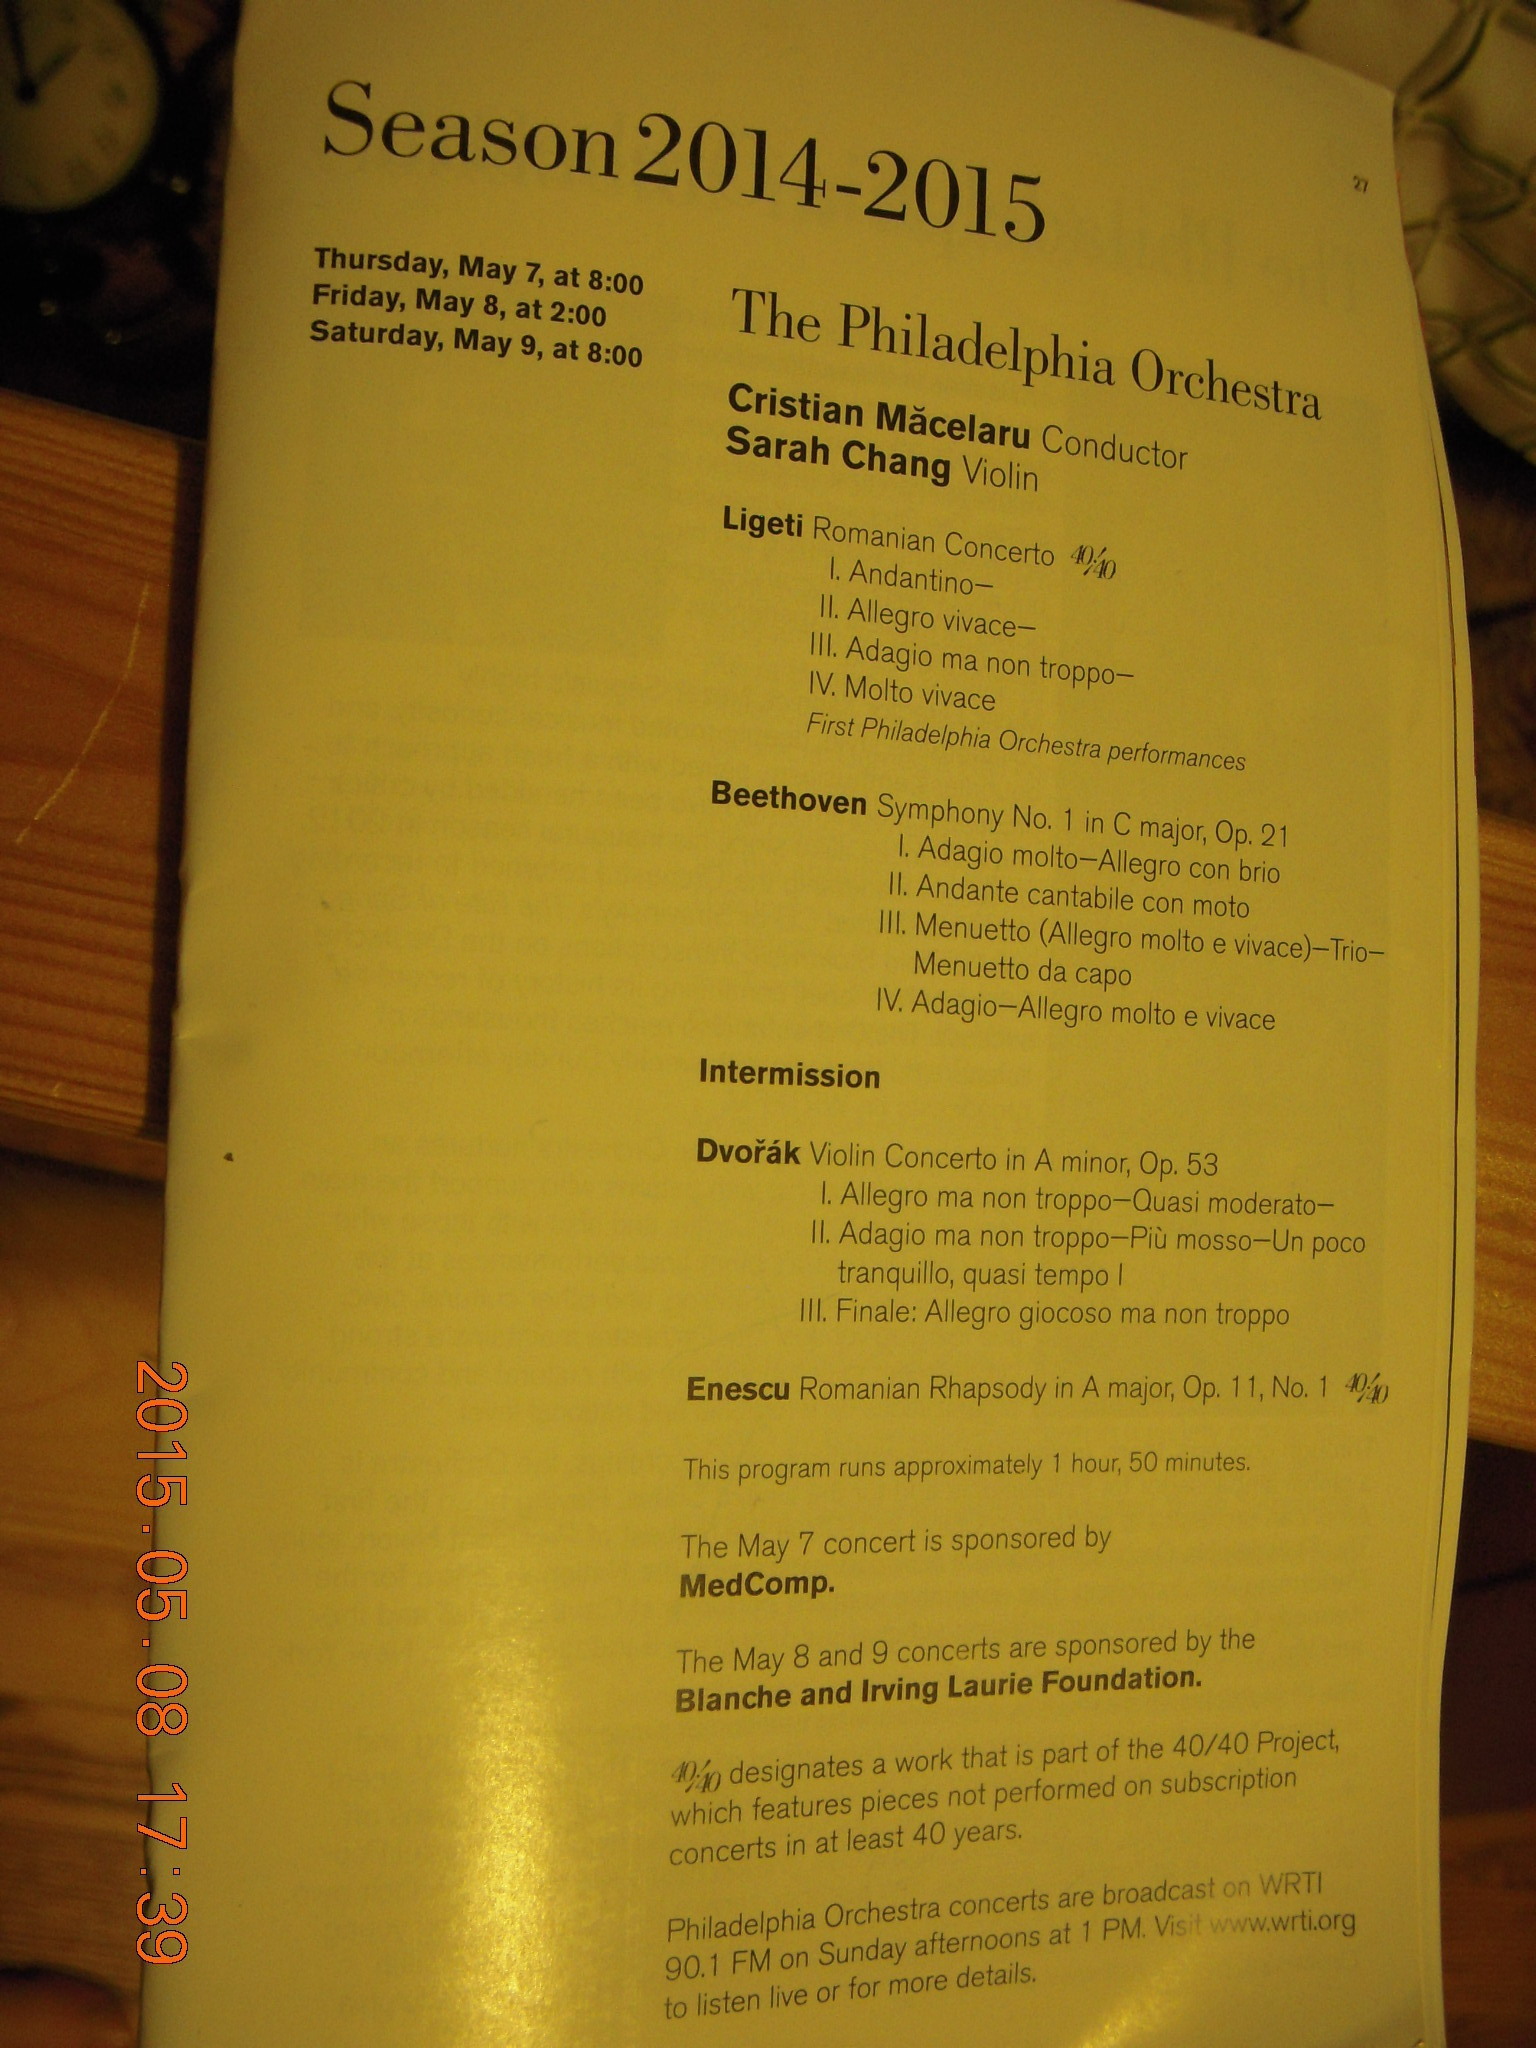 Season 2014-2015
27
Thursday, May 7, at 8:00
Friday, May 8, at 2:00
Saturday, May 9, at 8:00
The Philadelphia Orchestra
Cristian Măcelaru Conductor
Sarah Chang Violin
Ligeti Romanian Concerto 40/40
I. Andantino—
II. Allegro vivace—
III. Adagio ma non troppo—
IV. Molto vivace
First Philadelphia Orchestra performances
Beethoven Symphony No. 1 in C major, Op. 21
I. Adagio molto—Allegro con brio
II. Andante cantabile con moto
III. Menuetto (Allegro molto e vivace)—Trio—
Menuetto da capo
IV. Adagio—Allegro molto e vivace
Intermission
Dvořák Violin Concerto in A minor, Op. 53
I. Allegro ma non troppo—Quasi moderato—
II. Adagio ma non troppo—Più mosso—Un poco
tranquillo, quasi tempo I
III. Finale: Allegro giocoso ma non troppo
Enescu Romanian Rhapsody in A major, Op. 11, No. 1 40/40
This program runs approximately 1 hour, 50 minutes.
The May 7 concert is sponsored by
MedComp.
The May 8 and 9 concerts are sponsored by the
Blanche and Irving Laurie Foundation.
40/40 designates a work that is part of the 40/40 Project,
which features pieces not performed on subscription
concerts in at least 40 years.
Philadelphia Orchestra concerts are broadcast on WRTI
90.1 FM on Sunday afternoons at 1 PM. Visit www.wrti.org
to listen live or for more details.
2015.05.08 17:39